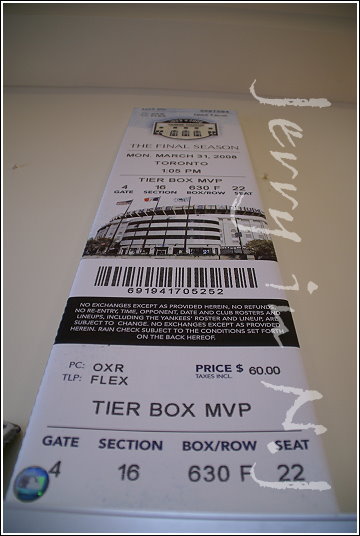 THE FINAL SEASON
MON. MARCH 31, 2008
TORONTO
1:05 PM
TIER BOX MVP
4 16 630 F 22
GATE SECTION BOX/ROW SEAT
691941705252
NO EXCHANGES EXCEPT AS PROVIDED HEREIN, NO REFUNDS,
NO RE-ENTRY, TIME, OPPONENT, DATE AND CLUB ROSTERS AND
LINEUPS, INCLUDING THE YANKEES' ROSTER AND LINEUP, ARE
SUBJECT TO CHANGE. NO EXCHANGES EXCEPT AS PROVIDED
HEREIN. RAIN CHECK SUBJECT TO THE CONDITIONS SET FORTH
ON THE BACK HEREOF.
PC: OXR
TLP: FLEX
PRICE $ 60.00
TAXES INCL.
TIER BOX MVP
GATE SECTION BOX/ROW SEAT
4 16 630 F 22